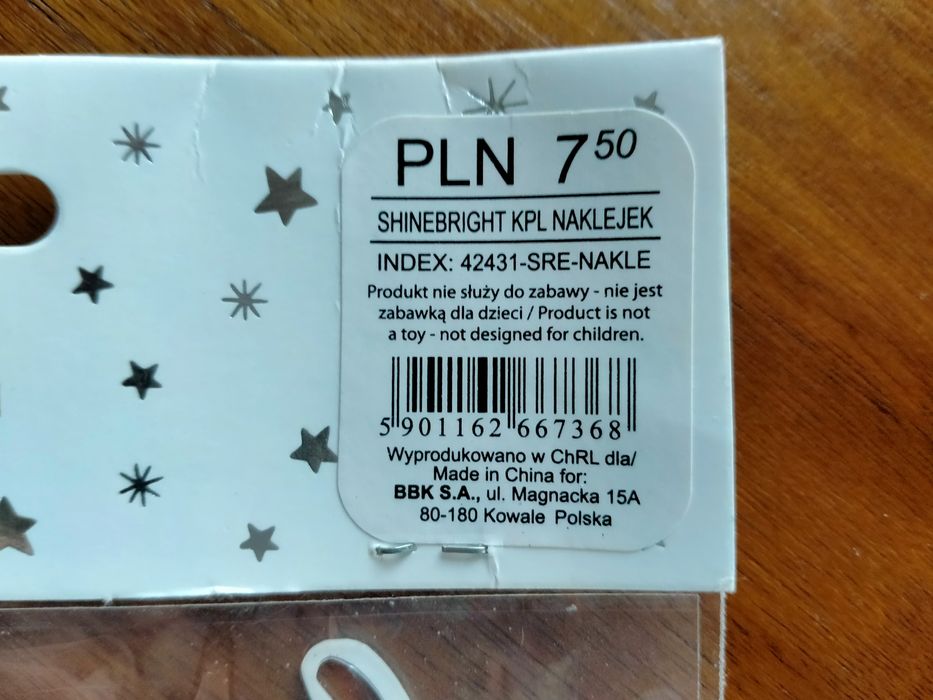 PLN 7 50
SHINEBRIGHT KPL NAKLEJEK
INDEX: 42431-SRE-NAKLE
Produkt nie służy do zabawy - nie jest
zabawką dla dzieci / Product is not
a toy - not designed for children.
5 901162 667368
Wyprodukowano w ChRL dla/
Made in China for:
BBK S.A., ul. Magnacka 15A
80-180 Kowale Polska